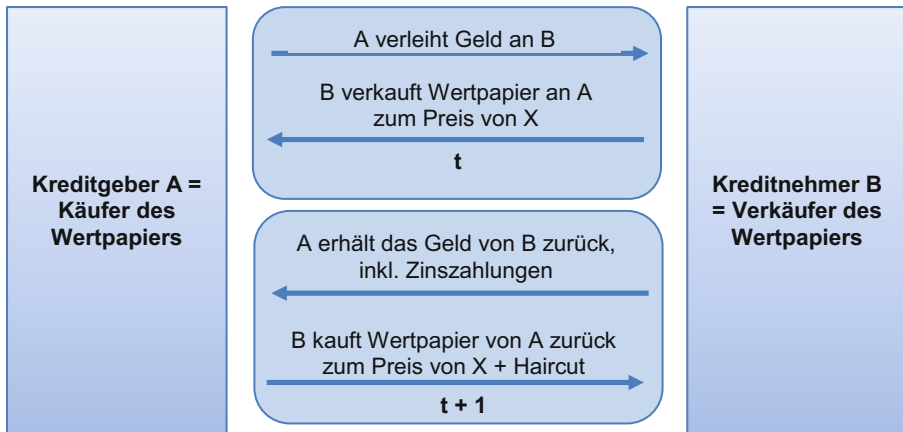 Kreditgeber A =
Käufer des
Wertpapiers
A verleiht Geld an B
B verkauft Wertpapier an A
zum Preis von X
t
A erhält das Geld von B zurück,
inkl. Zinszahlungen
B kauft Wertpapier von A zurück
zum Preis von X + Haircut
t + 1
Kreditnehmer B
= Verkäufer des
Wertpapiers